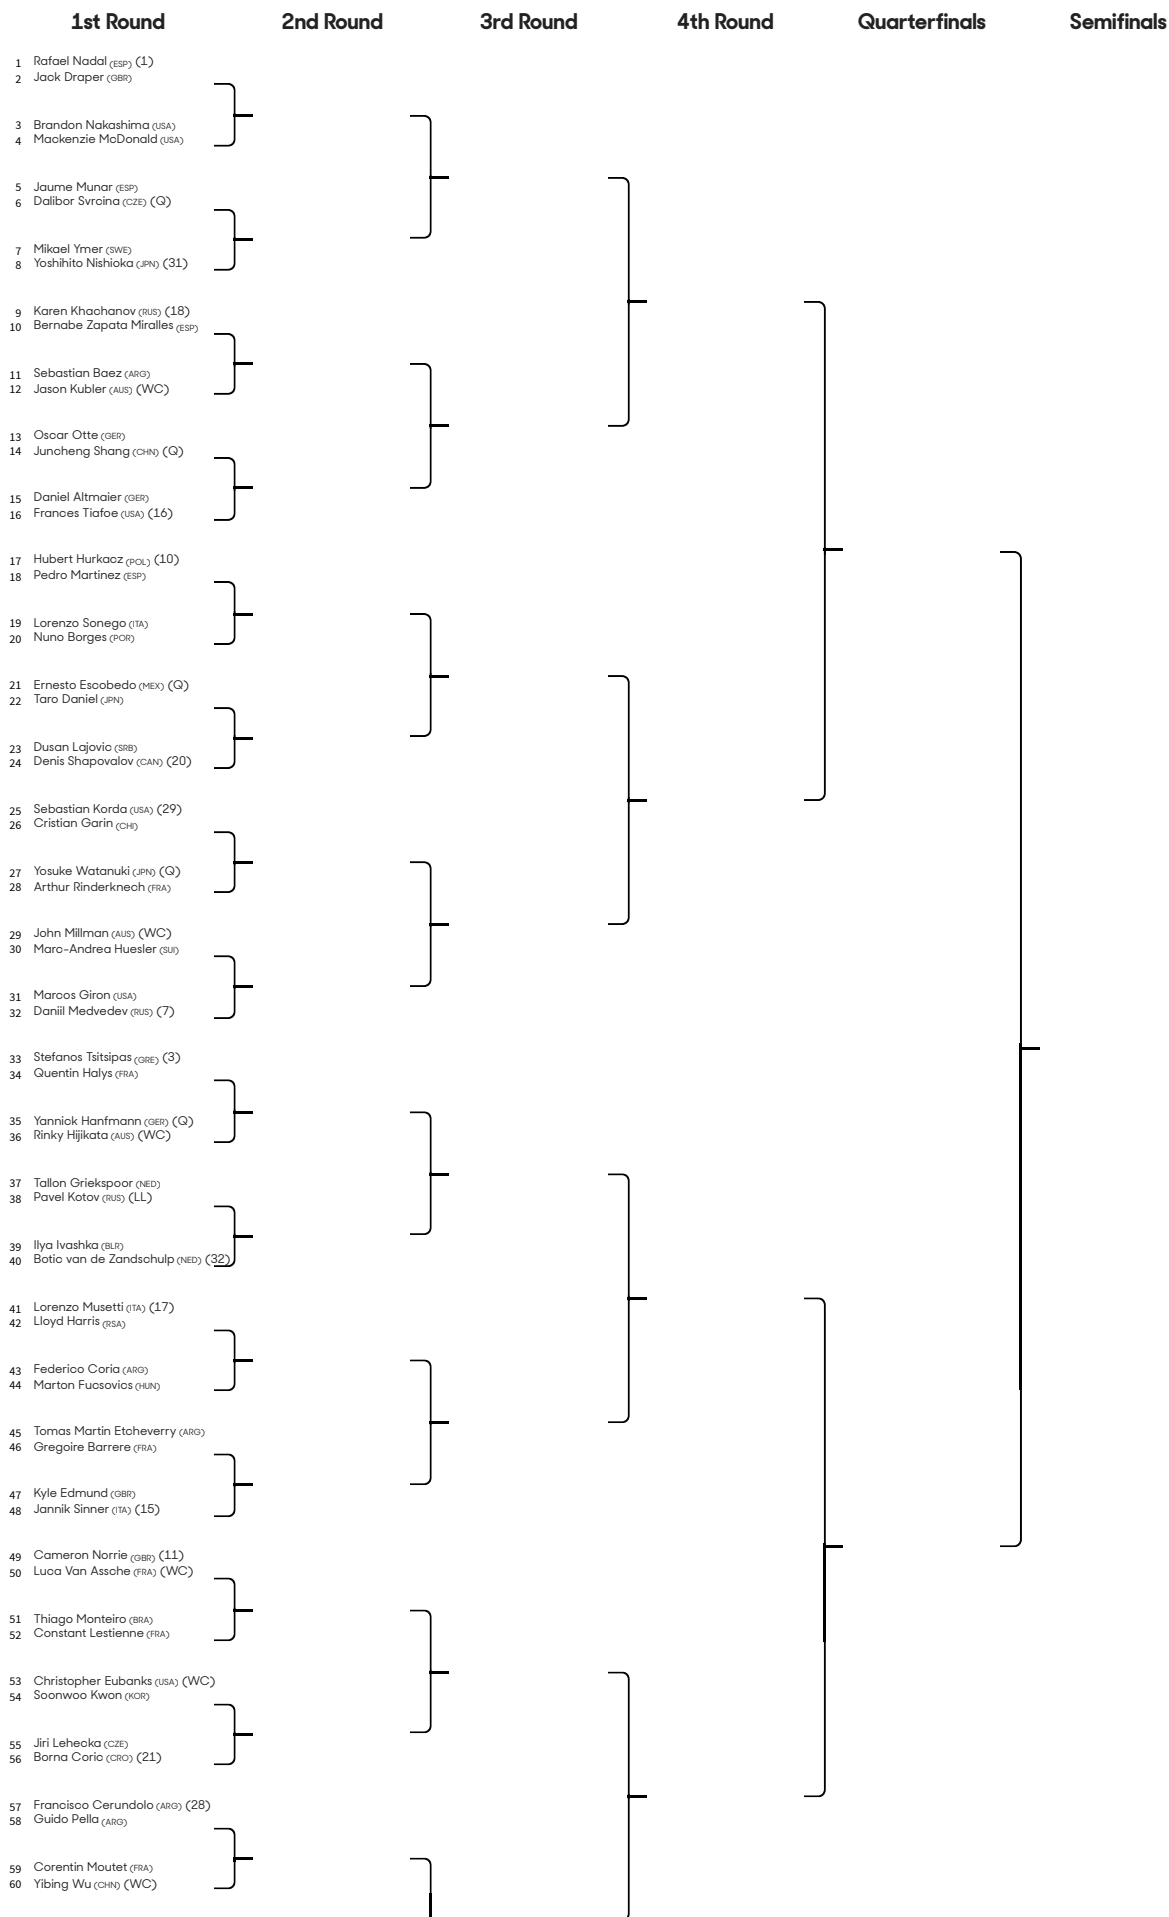 1st Round 2nd Round 3rd Round 4th Round Quarterfinals Semifinals
1 Rafael Nadal (ESP) (1)
2 Jack Draper (GBR)
3 Brandon Nakashima (USA)
4 Mackenzie McDonald (USA)
5 Jaume Munar (ESP)
6 Dalibor Svrcina (CZE) (Q)
7 Mikael Ymer (SWE)
8 Yoshihito Nishioka (JPN) (31)
9 Karen Khachanov (RUS) (18)
10 Bernabe Zapata Miralles (ESP)
11 Sebastian Baez (ARG)
12 Jason Kubler (AUS) (WC)
13 Oscar Otte (GER)
14 Juncheng Shang (CHN) (Q)
15 Daniel Altmaier (GER)
16 Frances Tiafoe (USA) (16)
17 Hubert Hurkacz (POL) (10)
18 Pedro Martinez (ESP)
19 Lorenzo Sonego (ITA)
20 Nuno Borges (POR)
21 Ernesto Escobedo (MEX) (Q)
22 Taro Daniel (JPN)
23 Dusan Lajovic (SRB)
24 Denis Shapovalov (CAN) (20)
25 Sebastian Korda (USA) (29)
26 Cristian Garin (CHI)
27 Yosuke Watanuki (JPN) (Q)
28 Arthur Rinderknech (FRA)
29 John Millman (AUS) (WC)
30 Marc-Andrea Huesler (SUI)
31 Marcos Giron (USA)
32 Daniil Medvedev (RUS) (7)
33 Stefanos Tsitsipas (GRE) (3)
34 Quentin Halys (FRA)
35 Yannick Hanfmann (GER) (Q)
36 Rinky Hijikata (AUS) (WC)
37 Tallon Griekspoor (NED)
38 Pavel Kotov (RUS) (LL)
39 Ilya Ivashka (BLR)
40 Botic van de Zandschulp (NED) (32)
41 Lorenzo Musetti (ITA) (17)
42 Lloyd Harris (RSA)
43 Federico Coria (ARG)
44 Marton Fucsovics (HUN)
45 Tomas Martin Etcheverry (ARG)
46 Gregoire Barrere (FRA)
47 Kyle Edmund (GBR)
48 Jannik Sinner (ITA) (15)
49 Cameron Norrie (GBR) (11)
50 Luca Van Assche (FRA) (WC)
51 Thiago Monteiro (BRA)
52 Constant Lestienne (FRA)
53 Christopher Eubanks (USA) (WC)
54 Soonwoo Kwon (KOR)
55 Jiri Lehecka (CZE)
56 Borna Coric (CRO) (21)
57 Francisco Cerundolo (ARG) (28)
58 Guido Pella (ARG)
59 Corentin Moutet (FRA)
60 Yibing Wu (CHN) (WC)